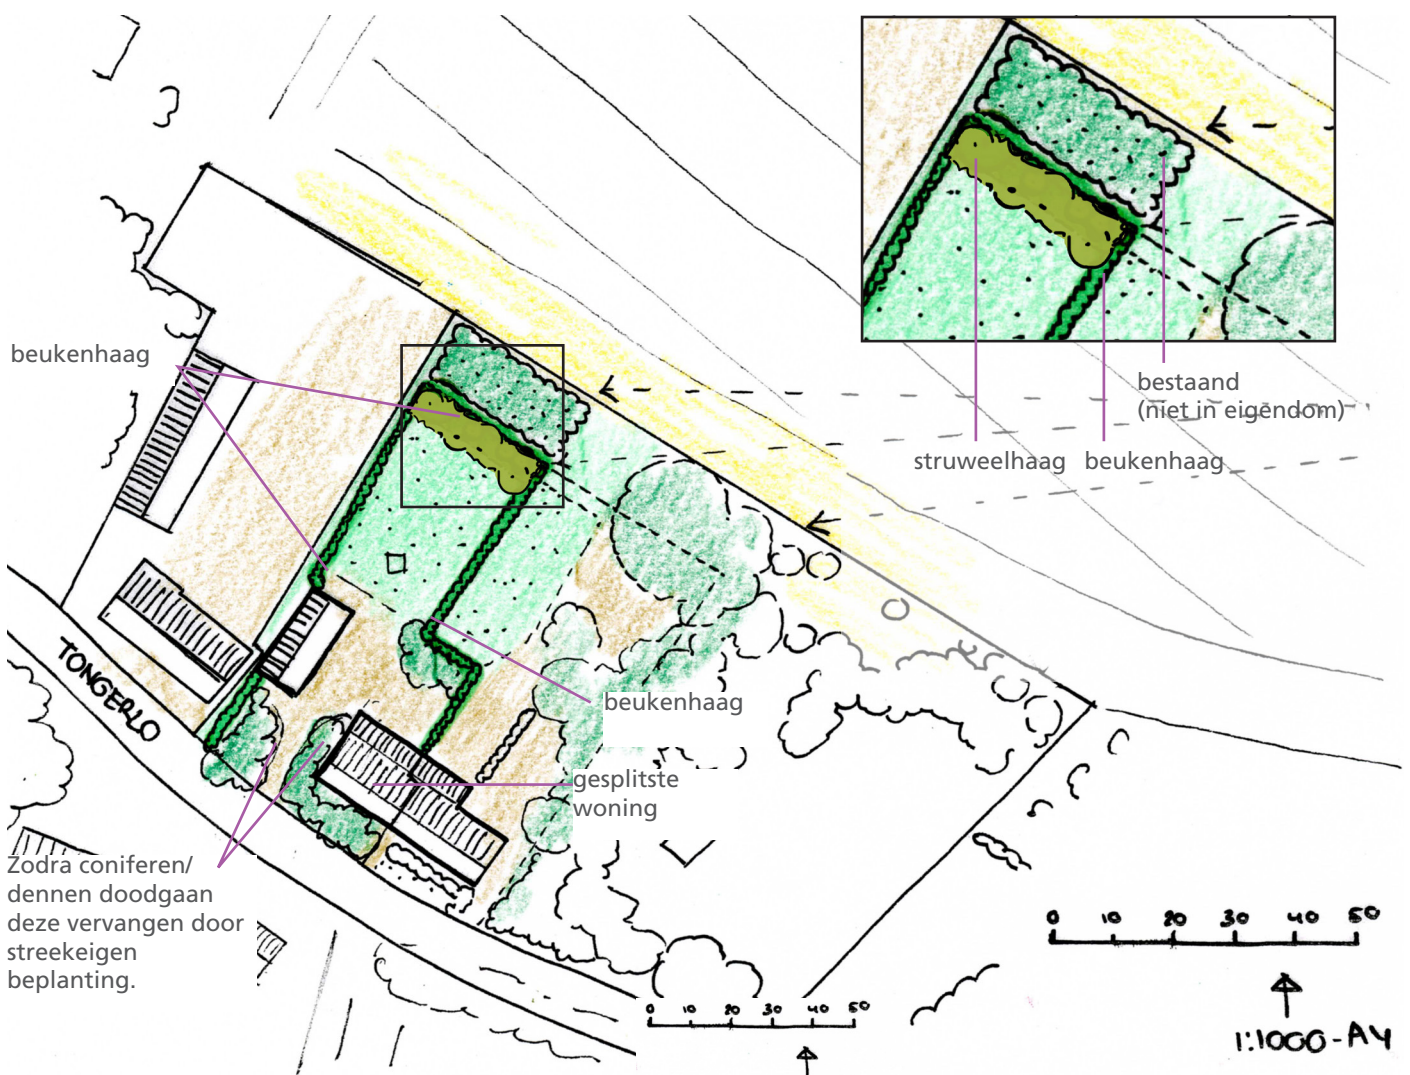 beukenhaag
bestaand
(niet in eigendom)
struweelhaag
beukenhaag
TONGERLO
beukenhaag
gesplitste
woning
Zodra coniferen/
dennen doodgaan
deze vervangen door
streekeigen
beplanting.
0 10 20 30 40 50
0 10 20 30 40 50
1:1000-A4